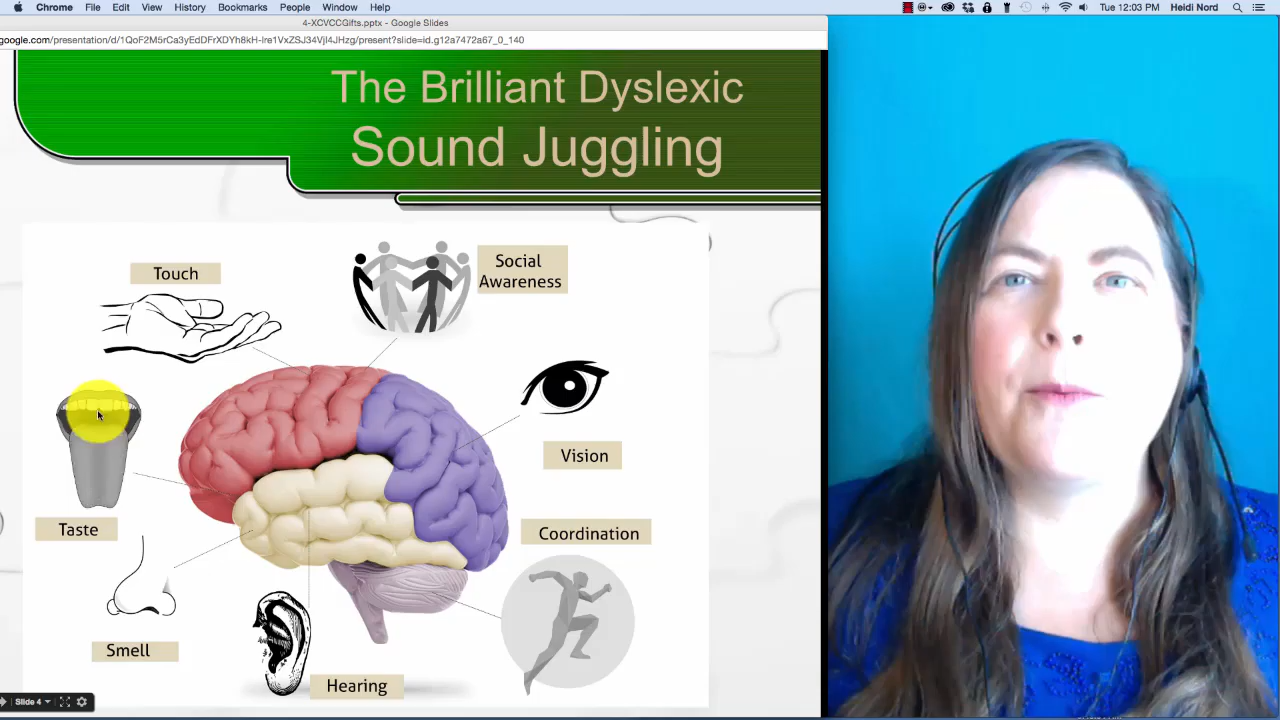 Chrome File Edit View History Bookmarks People Window Help Tue 12:03 PM Heidi Nord
4-XCVCCGifts.pptx - Google Slides
google.com/presentation/d/1QoF2M5rCa3yEdDFrXDYh8kH-Ire1VxZSJ34VjI4JHzg/present?slide=id.g12a7472a67_0_140
The Brilliant Dyslexic
Sound Juggling
Touch
Social
Awareness
Vision
Taste
Coordination
Smell
Hearing
Slide 4